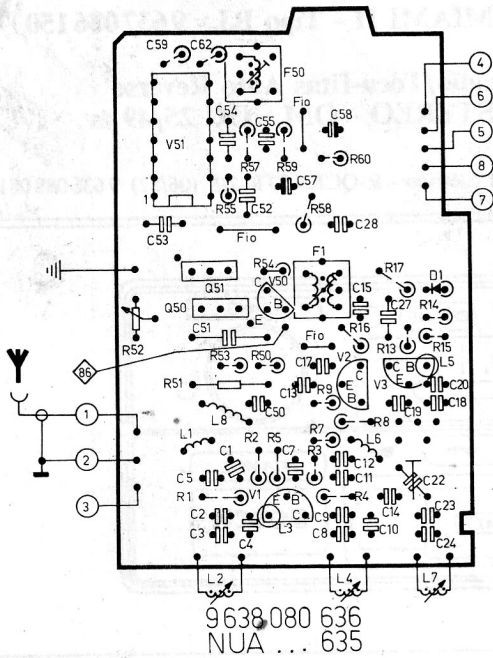 C59 C62 F50
4
6
5
8
7
C54 Fio C58
C55
V51
R57 R59 R60
C57
1 R55 C52 R58
C53 Fio C28
R54 F1 R17 D1
Q51 C V50
B C15 C27 R14
Q50
E R16
R52 C51 Fio R13 R15
86 R53 R50 C17 V2 L5
C C B
R51 C13 R9 E B V3 E C20
L8 C50 C19 C18
1 R7 R8
L1 R2 R5 L6
2 C1 C7 R3 C12
C5 C11 C22
R1 V1 E B R4
3 C2 C C9 C14 C23
C3 C4 L3 C8 C10 C24
L2 L4 L7
9638 080 636
NUA ... 635